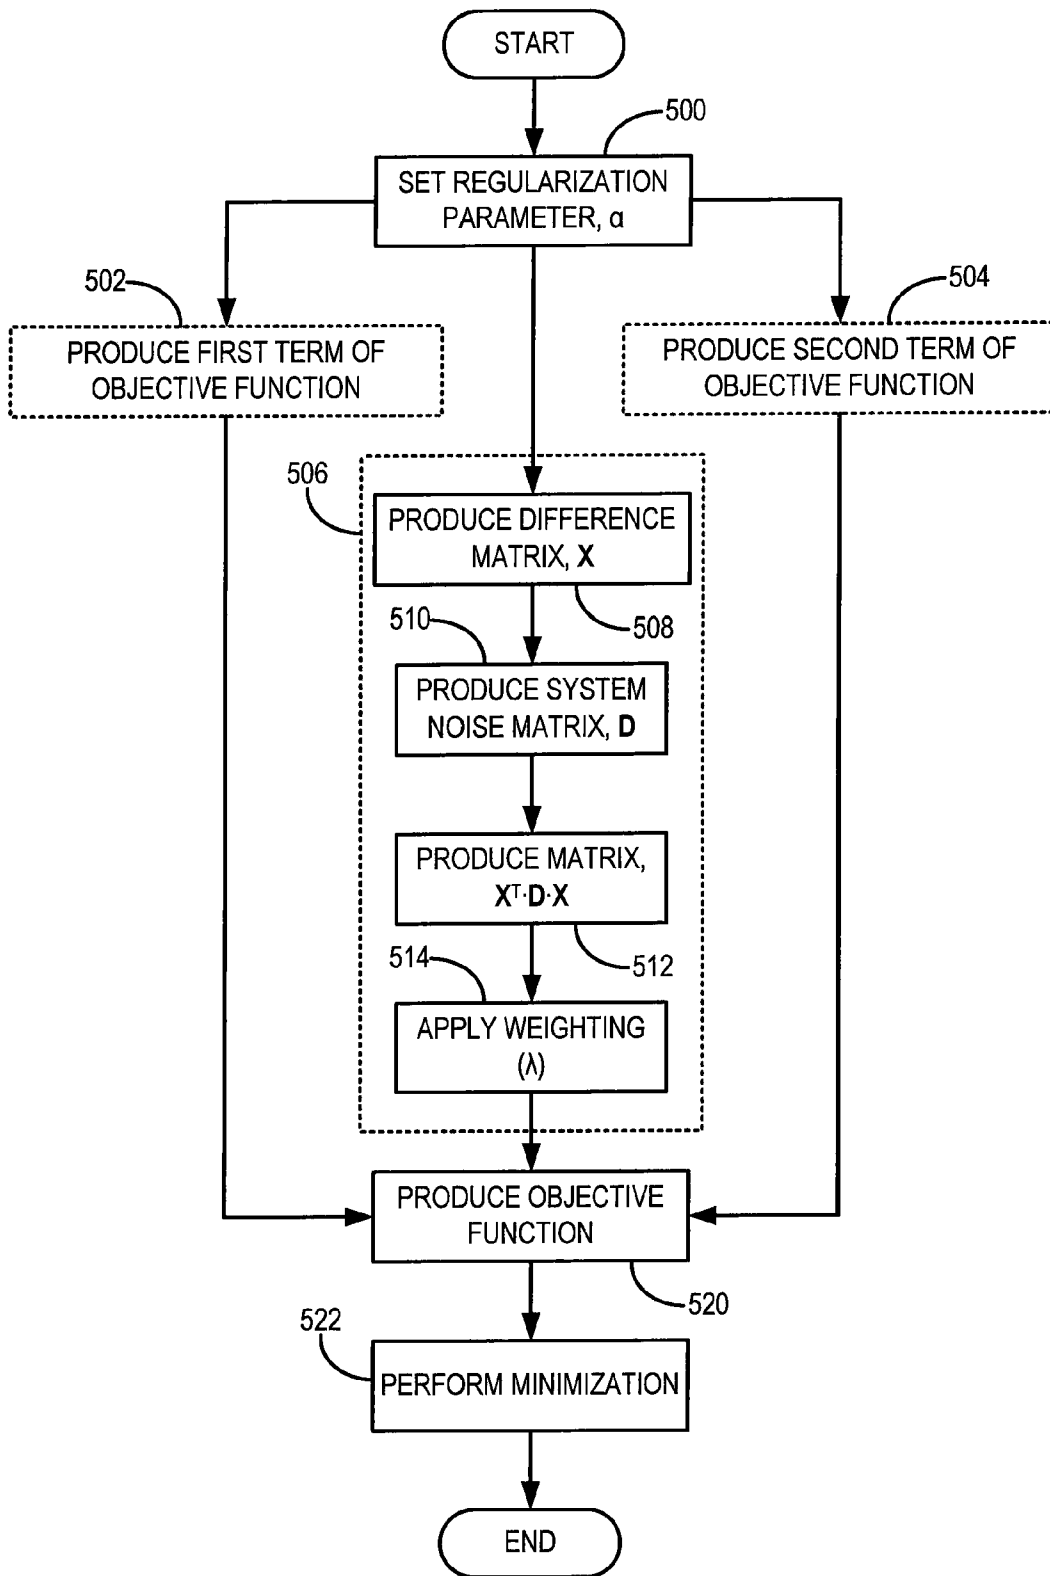 START
500
SET REGULARIZATION
PARAMETER, α
502
504
PRODUCE FIRST TERM OF
OBJECTIVE FUNCTION
PRODUCE SECOND TERM OF
OBJECTIVE FUNCTION
506
PRODUCE DIFFERENCE
MATRIX, X
508
510
PRODUCE SYSTEM
NOISE MATRIX, D
PRODUCE MATRIX,
Xᵀ·D·X
512
514
APPLY WEIGHTING
(λ)
PRODUCE OBJECTIVE
FUNCTION
520
522
PERFORM MINIMIZATION
END